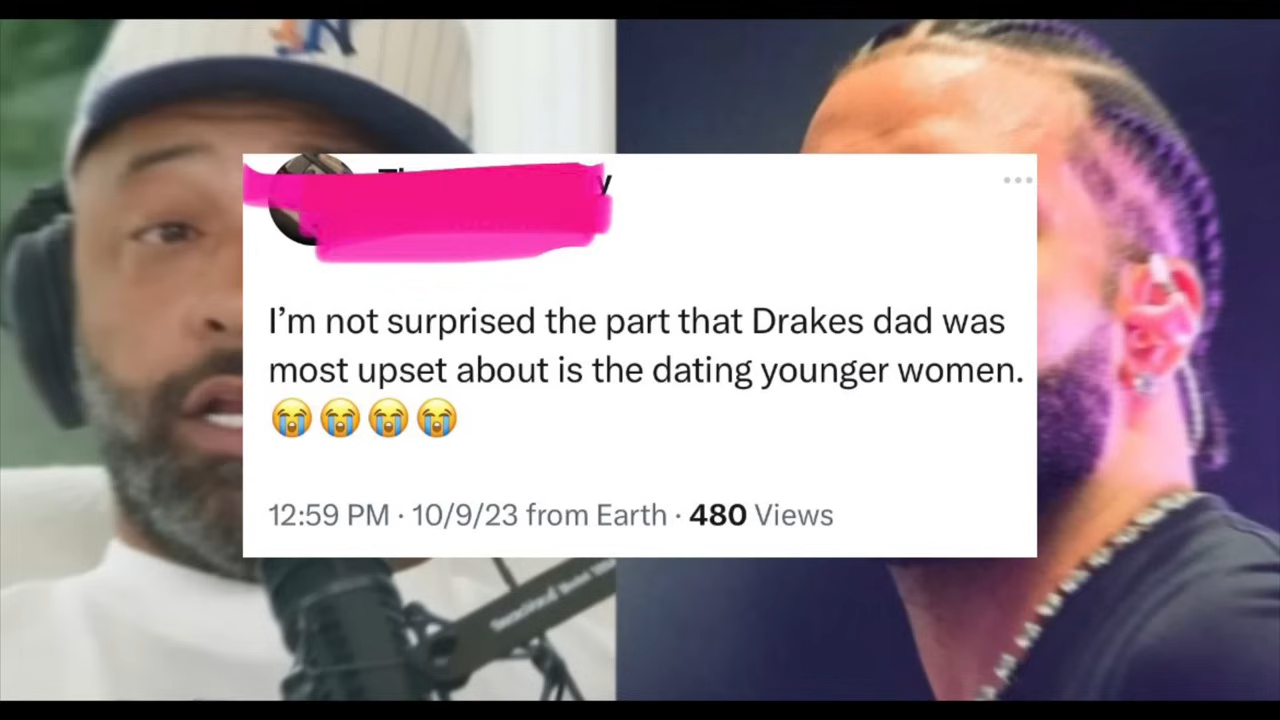 I'm not surprised the part that Drakes dad was
most upset about is the dating younger women.
😭😭😭😭
12:59 PM · 10/9/23 from Earth · 480 Views